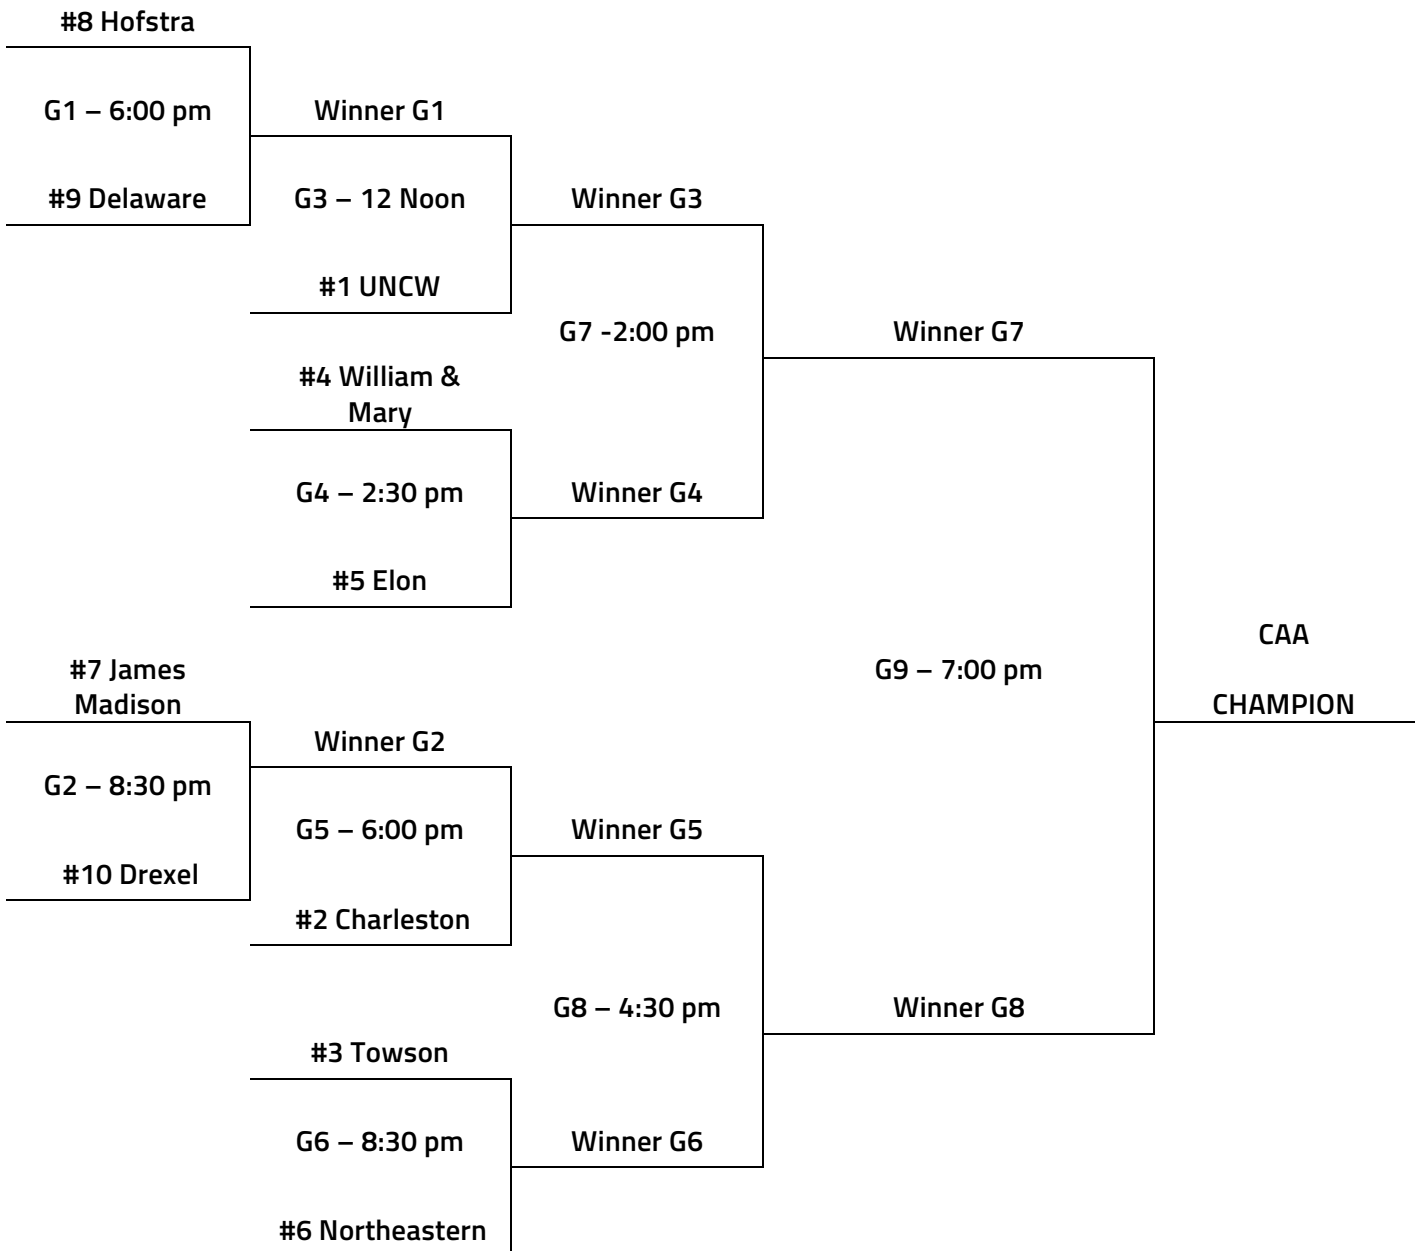 #8 Hofstra
G1 – 6:00 pm
Winner G1
#9 Delaware
G3 – 12 Noon
Winner G3
#1 UNCW
G7 -2:00 pm
Winner G7
#4 William &
Mary
G4 – 2:30 pm
Winner G4
#5 Elon
CAA
#7 James
Madison
G9 – 7:00 pm
CHAMPION
Winner G2
G2 – 8:30 pm
G5 – 6:00 pm
Winner G5
#10 Drexel
#2 Charleston
G8 – 4:30 pm
Winner G8
#3 Towson
G6 – 8:30 pm
Winner G6
#6 Northeastern